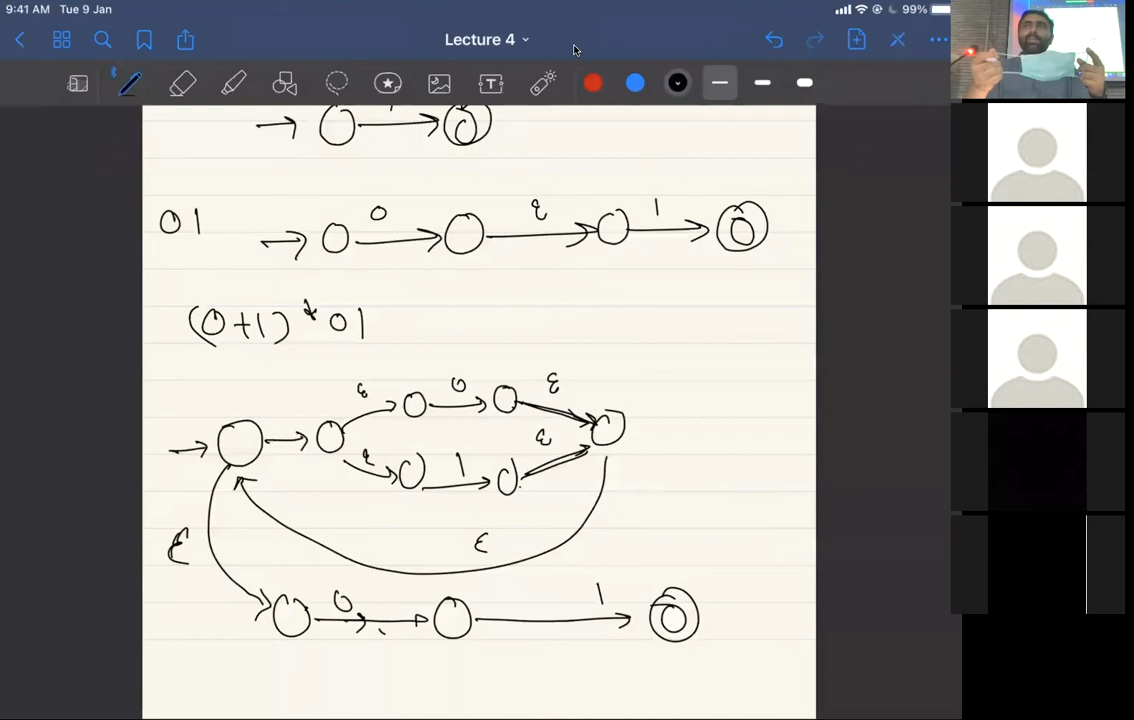 9:41 AM Tue 9 Jan
99%
Lecture 4
01
0
ε
1
(0+1)* 01
ε 0 ε
ε 1 ε
ε
ε
0 1